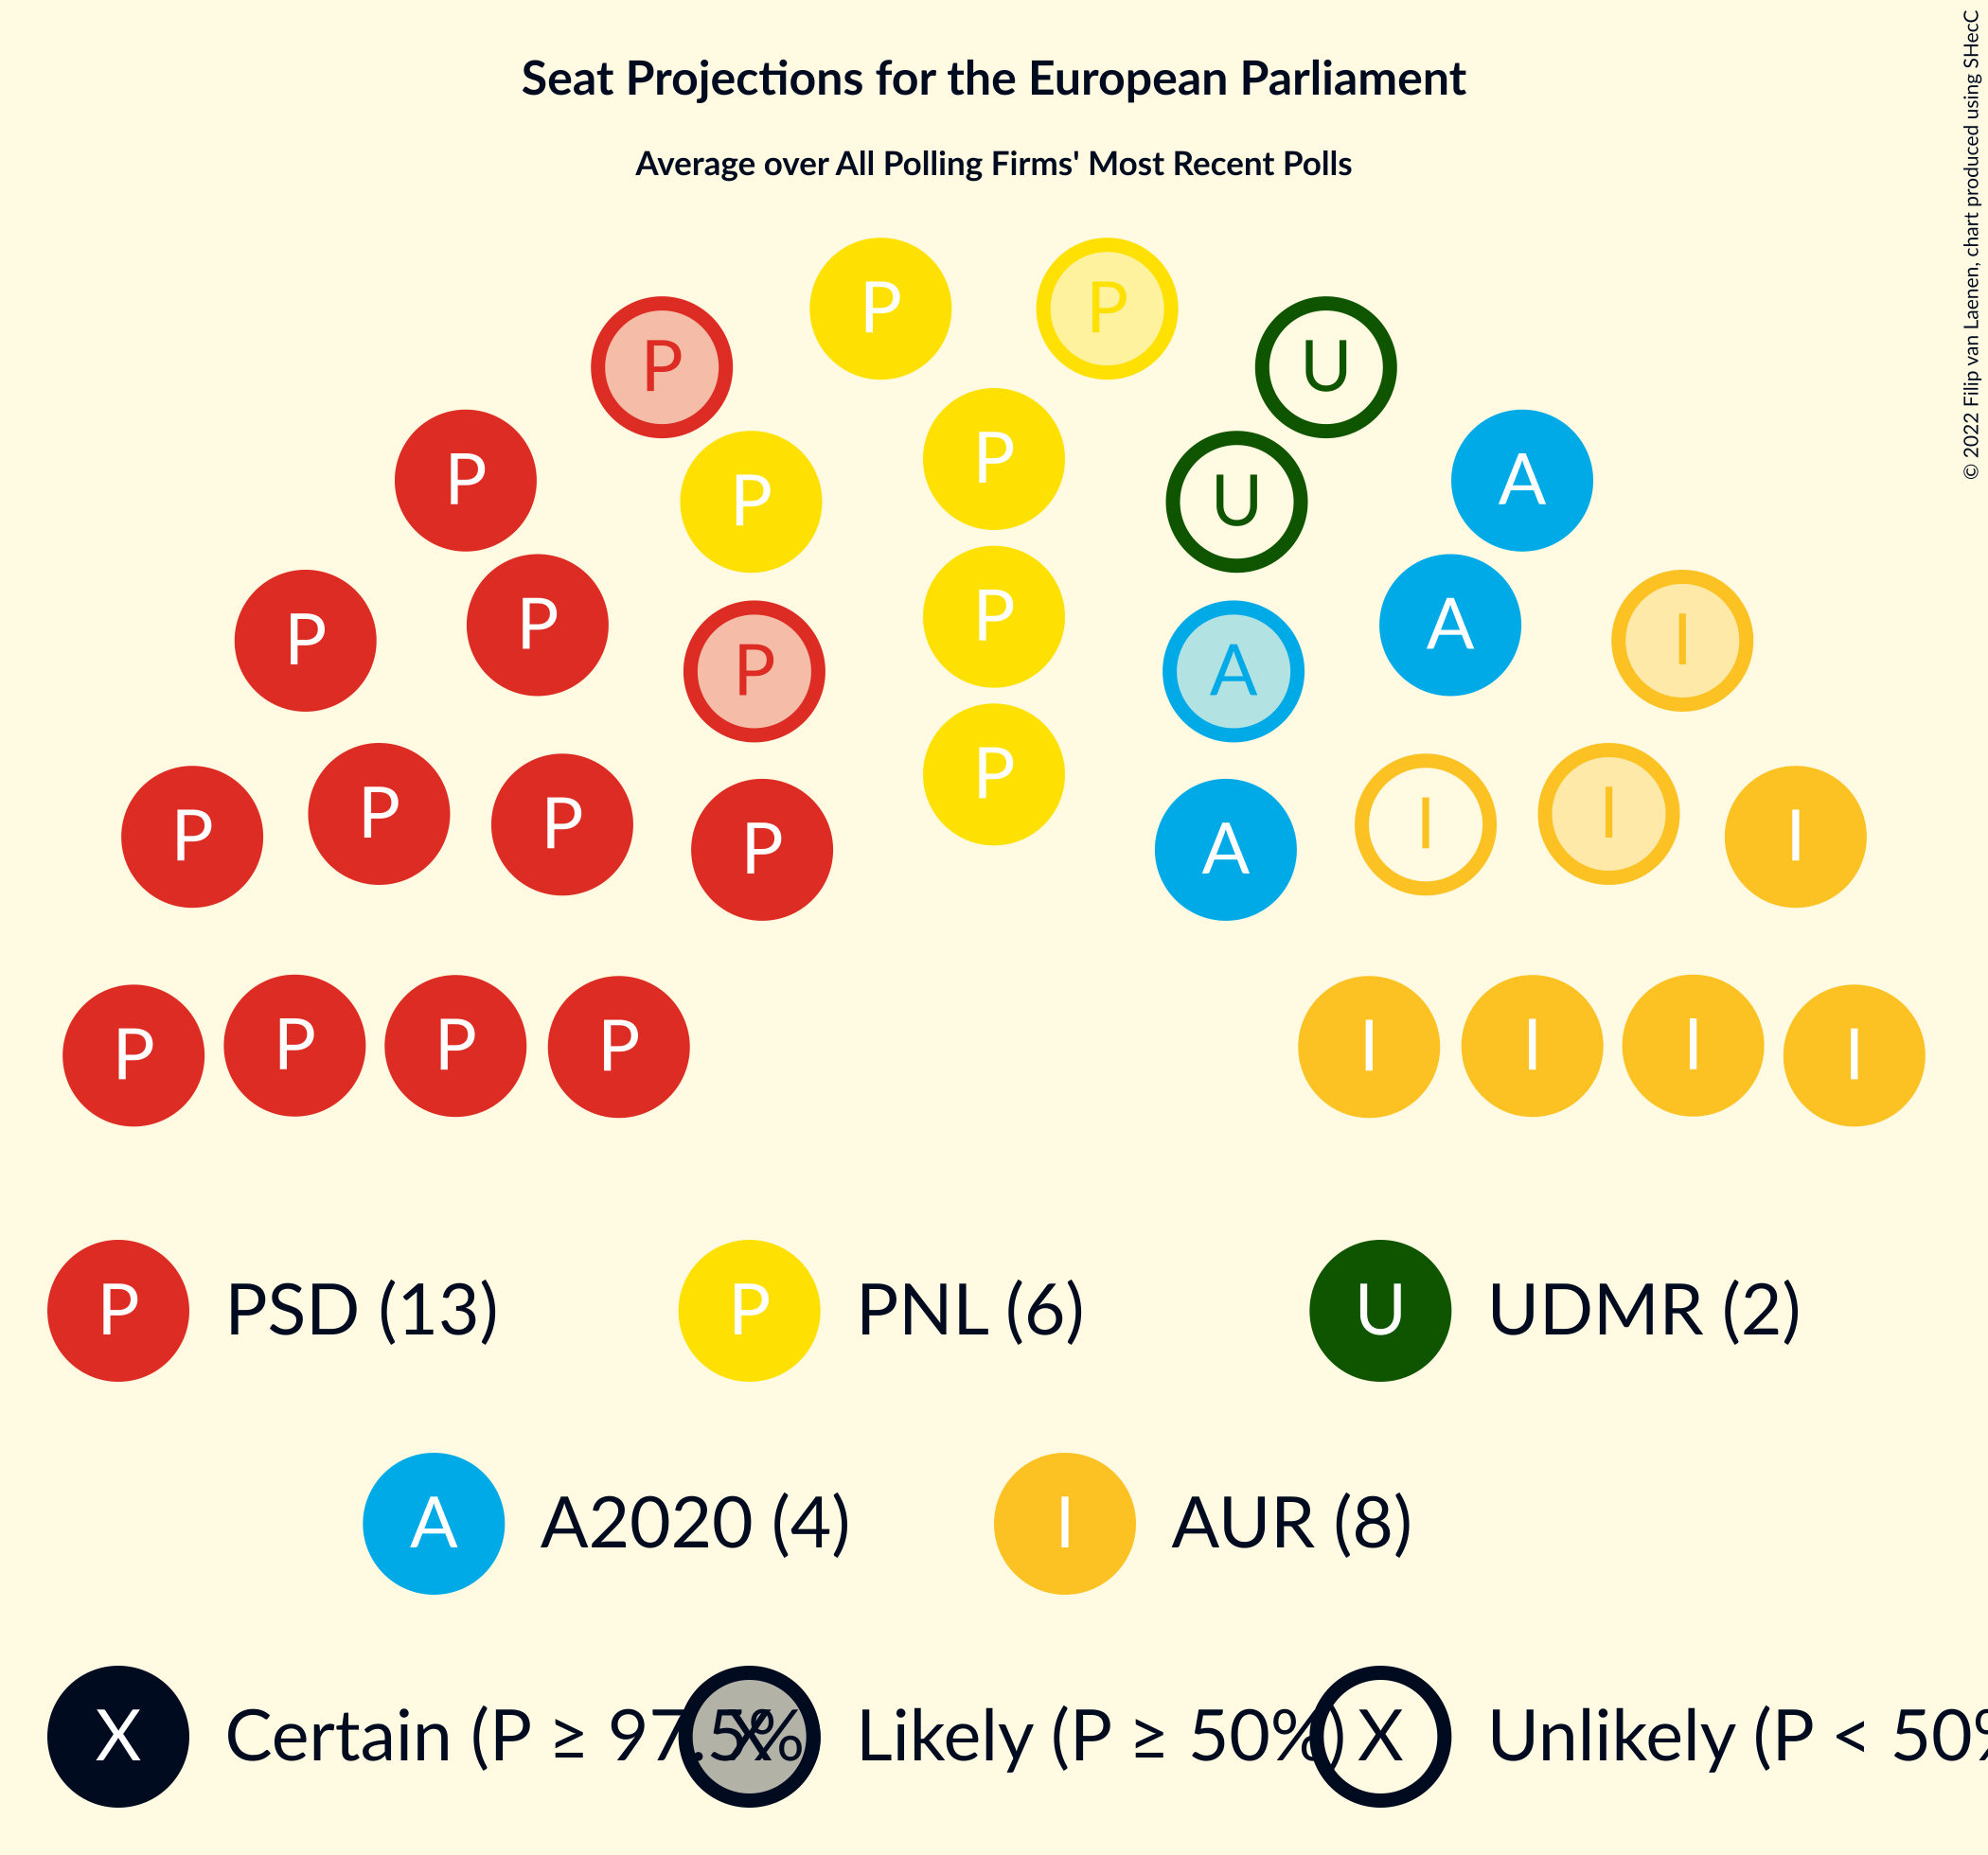 Seat Projections for the European Parliament
Average over All Polling Firms' Most Recent Polls
© 2022 Filip van Laenen, chart produced using SHecC
P P
P U
P P A
P U
P P A I
P P A
P
P P P I I I
P A
P P P P I I I I
P PSD (13) P PNL (6) U UDMR (2)
A A2020 (4) I AUR (8)
X Certain (P ≥ 97.5% X Likely (P ≥ 50%) X Unlikely (P < 50%